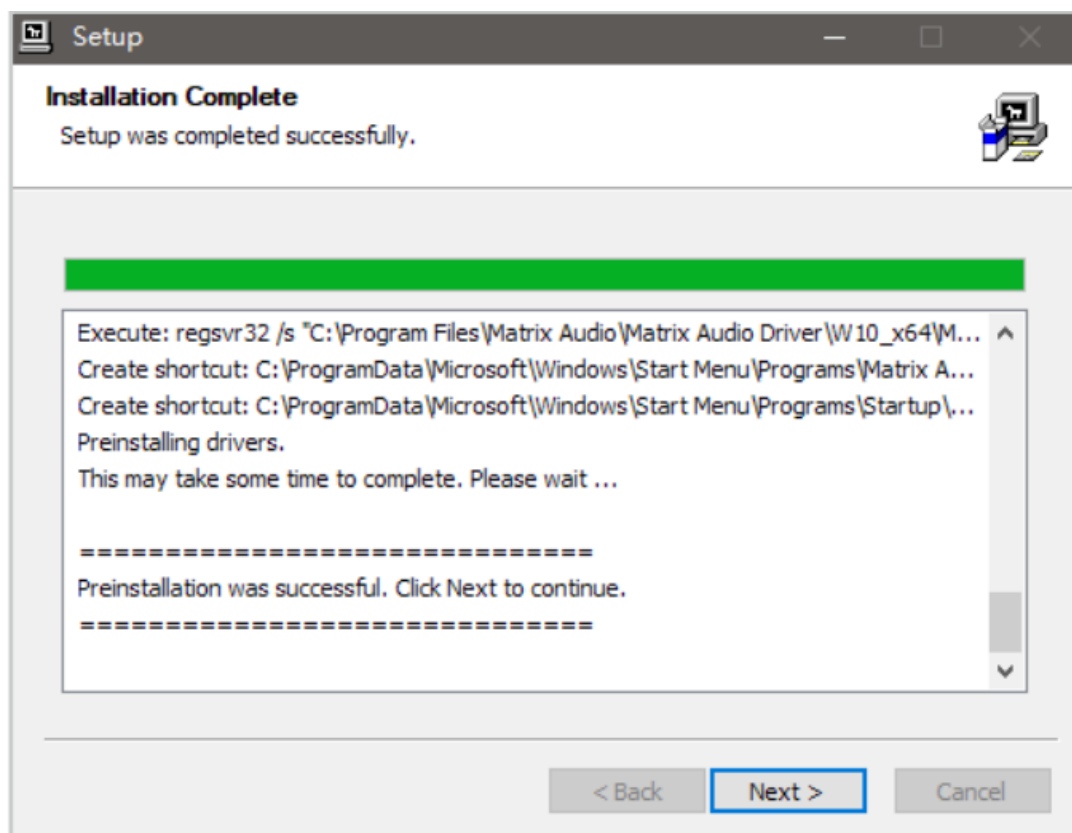 Setup
Installation Complete
Setup was completed successfully.
Execute: regsvr32 /s "C:\Program Files\Matrix Audio\Matrix Audio Driver\W10_x64\M...
Create shortcut: C:\ProgramData\Microsoft\Windows\Start Menu\Programs\Matrix A...
Create shortcut: C:\ProgramData\Microsoft\Windows\Start Menu\Programs\Startup\...
Preinstalling drivers.
This may take some time to complete. Please wait ...
==============================
Preinstallation was successful. Click Next to continue.
==============================
< Back
Next >
Cancel